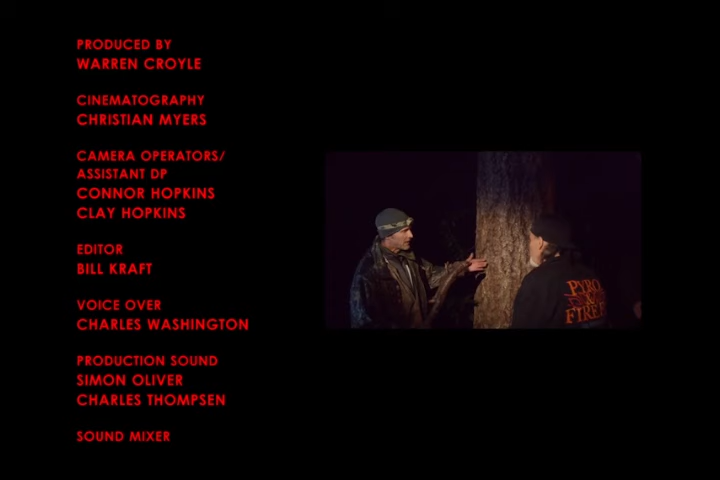 PRODUCED BY
WARREN CROYLE
CINEMATOGRAPHY
CHRISTIAN MYERS
CAMERA OPERATORS/
ASSISTANT DP
CONNOR HOPKINS
CLAY HOPKINS
EDITOR
BILL KRAFT
VOICE OVER
CHARLES WASHINGTON
PRODUCTION SOUND
SIMON OLIVER
CHARLES THOMPSEN
SOUND MIXER
PYRO
&